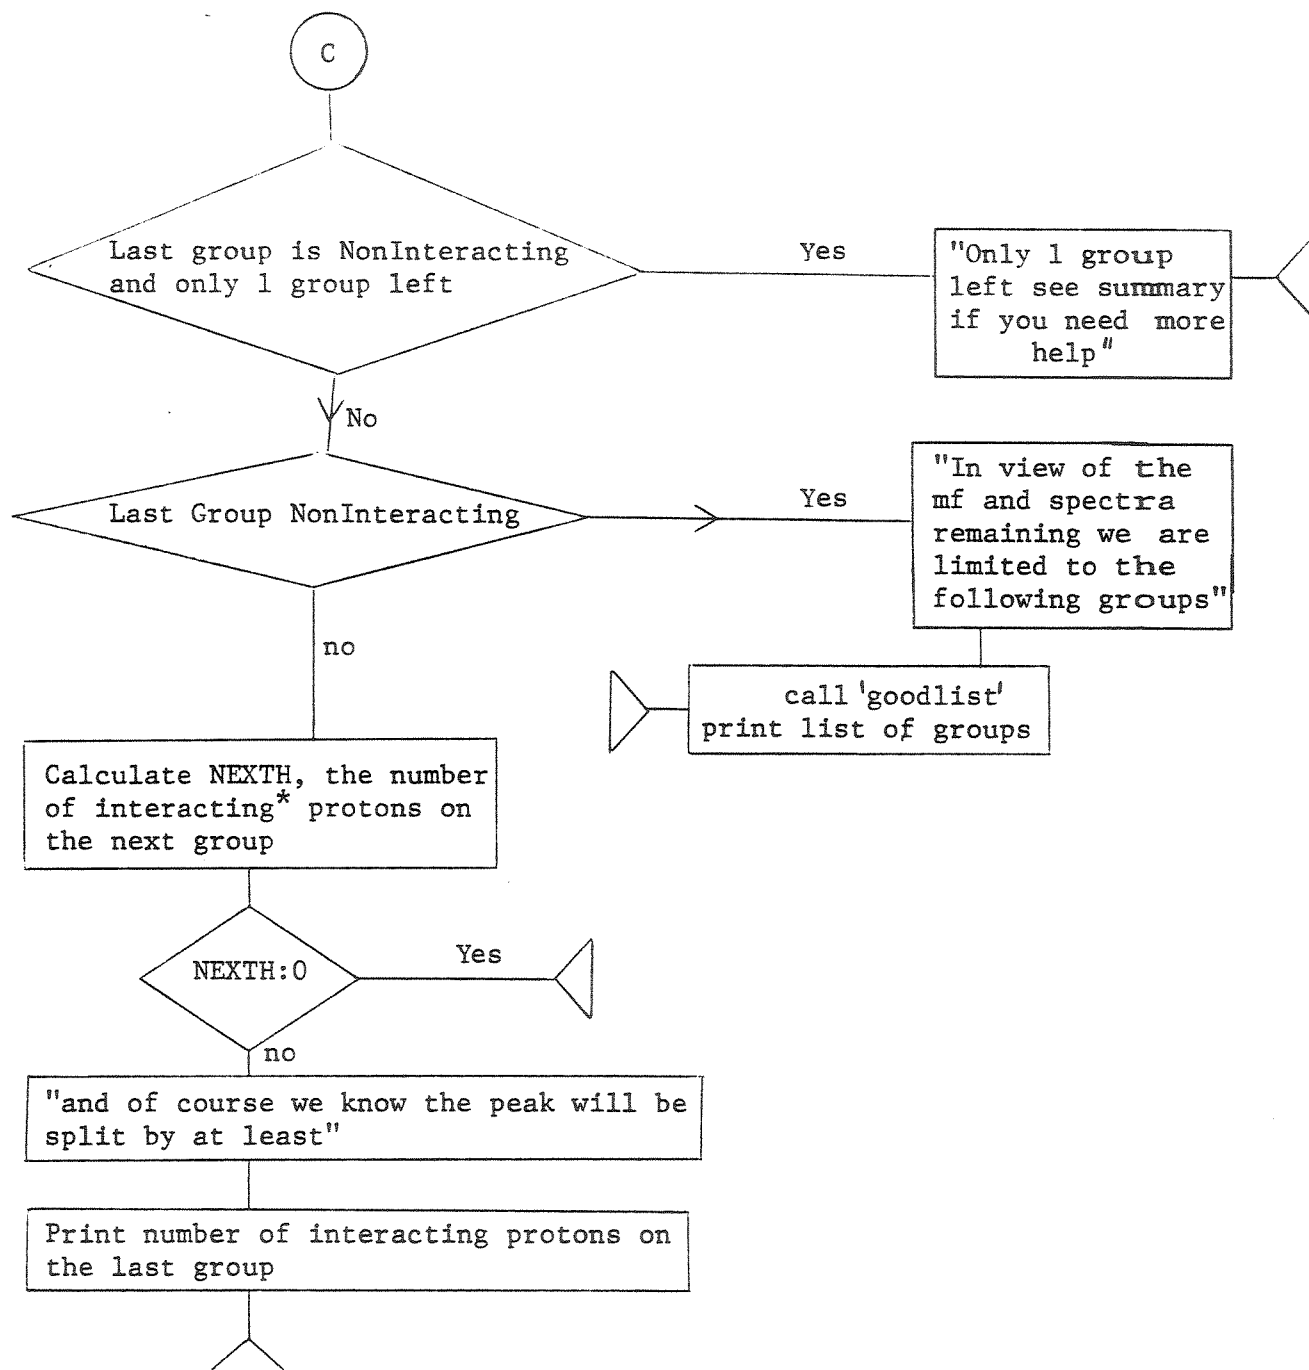 C
Last group is NonInteracting
and only 1 group left
Yes
"Only 1 group
left see summary
if you need more
help"
No
Last Group NonInteracting
Yes
"In view of the
mf and spectra
remaining we are
limited to the
following groups"
no
call 'goodlist'
print list of groups
Calculate NEXTH, the number
of interacting* protons on
the next group
NEXTH:0
Yes
no
"and of course we know the peak will be
split by at least"
Print number of interacting protons on
the last group